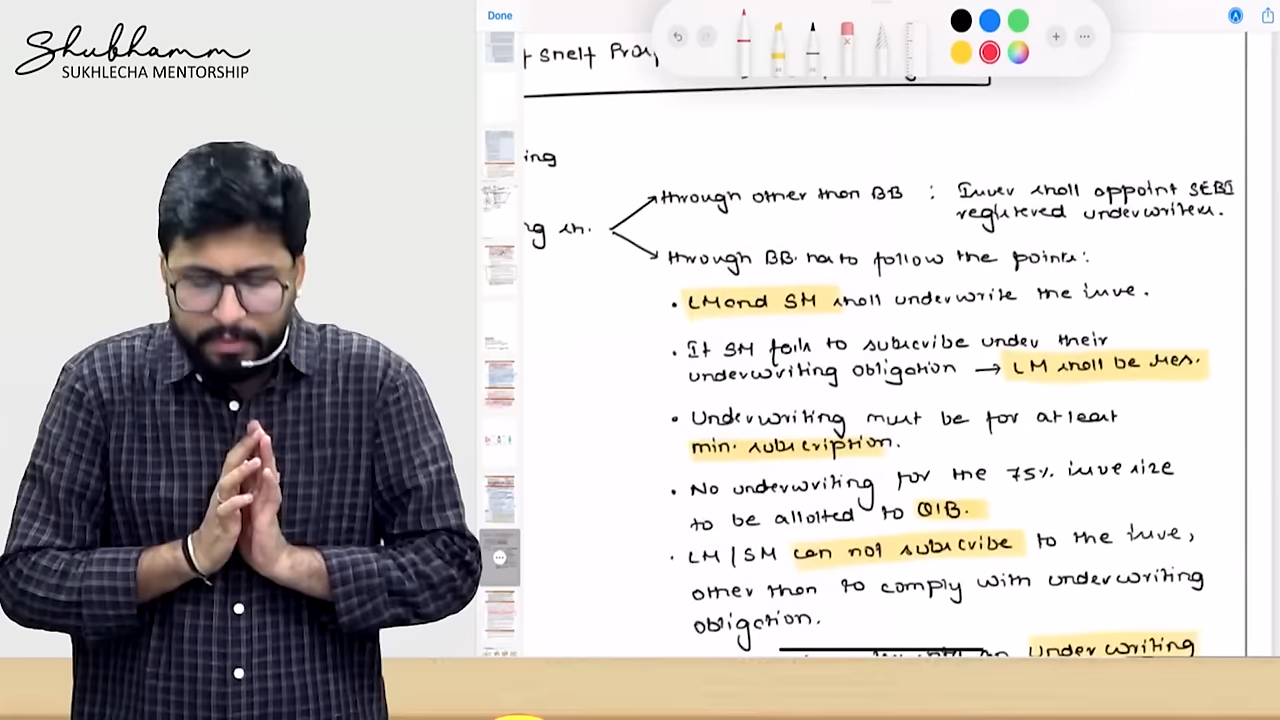 Shubhamm
SUKHLECHA MENTORSHIP
Done
Shelf Prosp
ing
ng in.
through other than BB : Issuer shall appoint SEBI
registered underwriters.
through BB has to follow the points:
• LM and SM shall underwrite the issue.
• If SM fails to subscribe under their
underwriting obligation → LM shall be res.
• Underwriting must be for atleast
min. subscription.
• No underwriting for the 75% issue size
to be allotted to QIB.
• LM/SM can not subscribe to the issue,
other than to comply with underwriting
obligation.
Under writing